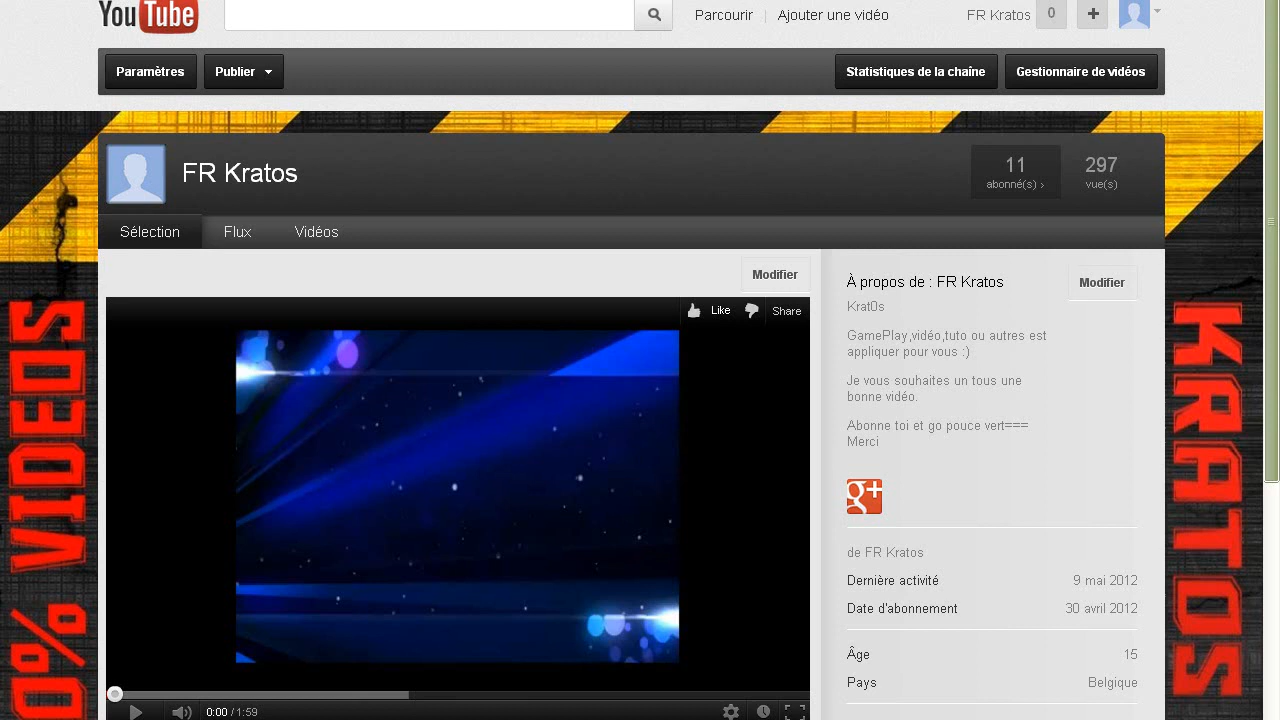 YouTube
Parcourir
FR Kratos 0 +
Paramètres Publier Statistiques de la chaîne Gestionnaire de vidéos
FR Kratos
11
abonné(s) ›
297
vue(s)
Sélection Flux Vidéos
Modifier
Like Share
À propos de : FR Kratos
Modifier
Krat0s
GamePlay,vidéo,tuto ou autres est
appliquer pour vous :)
Je vous souhaites un tous une
bonne vidéo.
Abonne toi et go pouce vert===
Merci
g+
de FR Kratos
Dernière activité 9 mai 2012
Date d'abonnement 30 avril 2012
Âge 15
Pays Belgique
0:00 / 1:59
0% VIDEOS
KRATOS